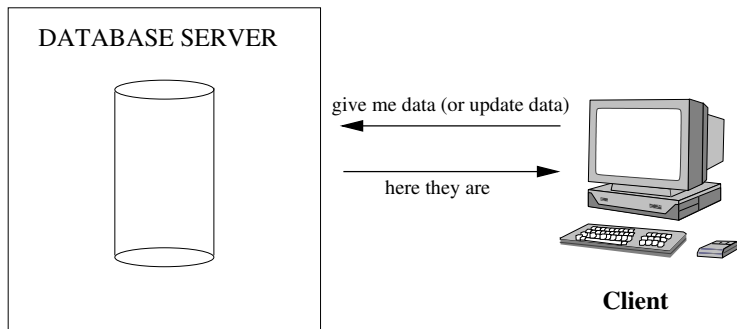 DATABASE SERVER
give me data (or update data)
here they are
Client